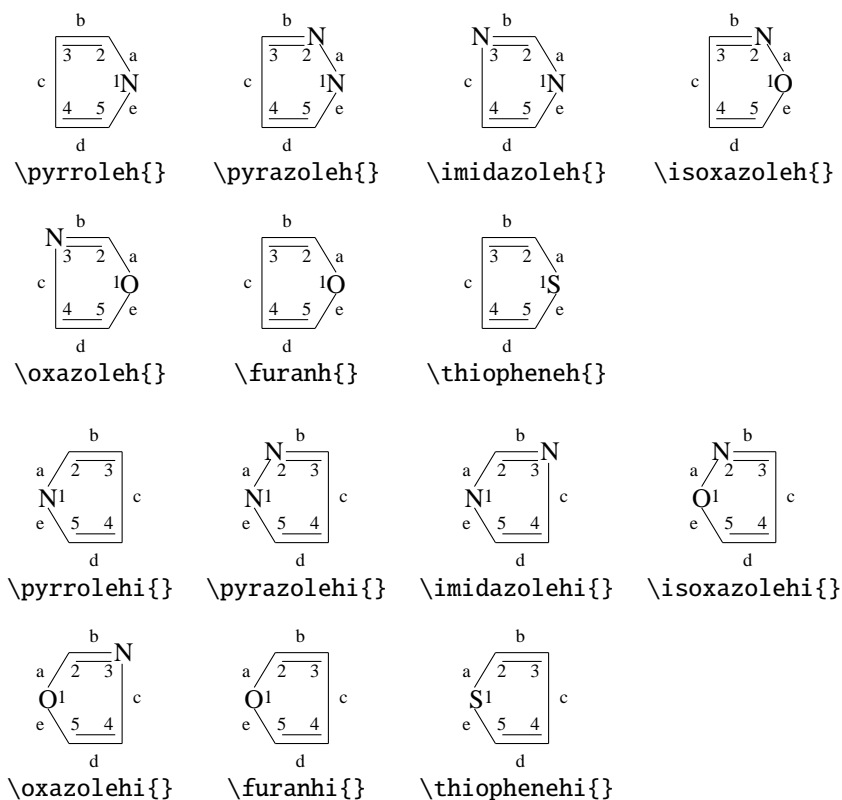 b b b b
N N N
3 2 a 3 2 a 3 2 a 3 2 a
c 1N c 1N c 1N c 1O
4 5 e 4 5 e 4 5 e 4 5 e
d d d d
\pyrroleh{} \pyrazoleh{} \imidazoleh{} \isoxazoleh{}
b b b
N
3 2 a 3 2 a 3 2 a
c 1O c 1O c 1S
4 5 e 4 5 e 4 5 e
d d d
\oxazoleh{} \furanh{} \thiopheneh{}
b b b b
N N N
a 2 3 a 2 3 a 2 3 a 2 3
N1 c N1 c N1 c O1 c
e 5 4 e 5 4 e 5 4 e 5 4
d d d d
\pyrrolehi{} \pyrazolehi{} \imidazolehi{} \isoxazolehi{}
b b b
N
a 2 3 a 2 3 a 2 3
O1 c O1 c S1 c
e 5 4 e 5 4 e 5 4
d d d
\oxazolehi{} \furanhi{} \thiophenehi{}